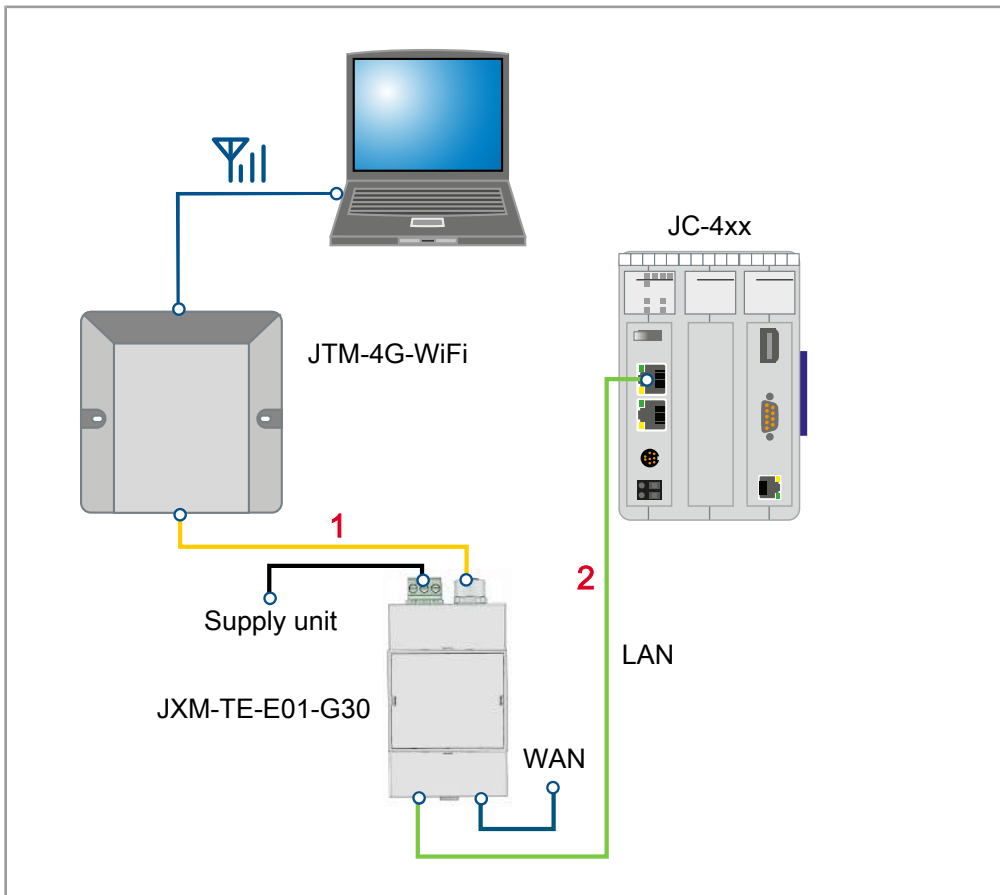 JC-4xx
JTM-4G-WiFi
1
2
Supply unit
LAN
JXM-TE-E01-G30
WAN